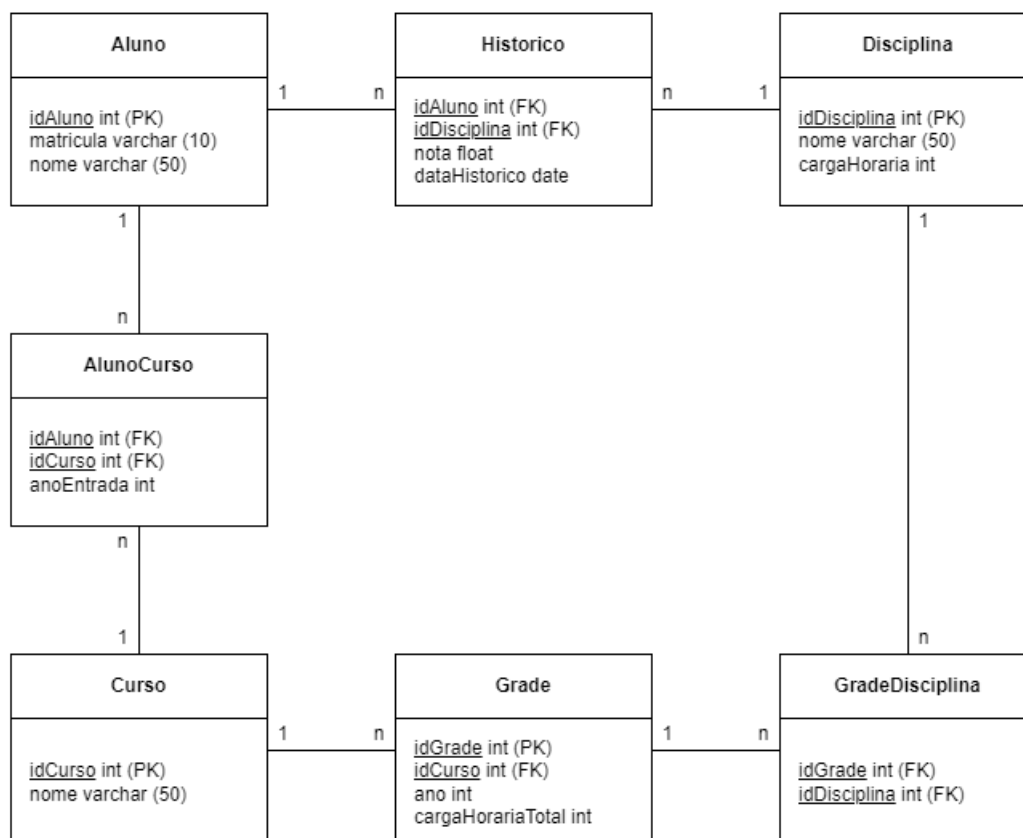 Aluno
idAluno int (PK)
matricula varchar (10)
nome varchar (50)
1
n
Historico
idAluno int (FK)
idDisciplina int (FK)
nota float
dataHistorico date
n
1
Disciplina
idDisciplina int (PK)
nome varchar (50)
cargaHoraria int
1
1
n
AlunoCurso
idAluno int (FK)
idCurso int (FK)
anoEntrada int
n
1
n
Curso
idCurso int (PK)
nome varchar (50)
1
n
Grade
idGrade int (PK)
idCurso int (FK)
ano int
cargaHorariaTotal int
1
n
GradeDisciplina
idGrade int (FK)
idDisciplina int (FK)